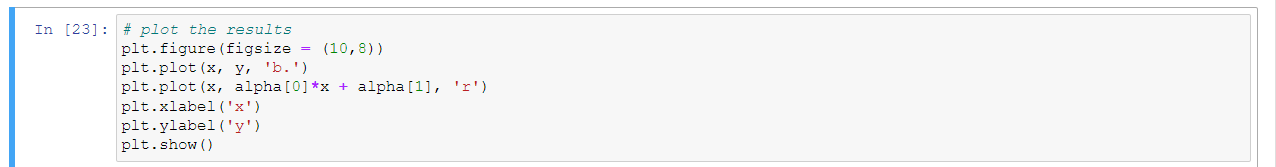 In [23]: # plot the results
plt.figure(figsize = (10,8))
plt.plot(x, y, 'b.')
plt.plot(x, alpha[0]*x + alpha[1], 'r')
plt.xlabel('x')
plt.ylabel('y')
plt.show()